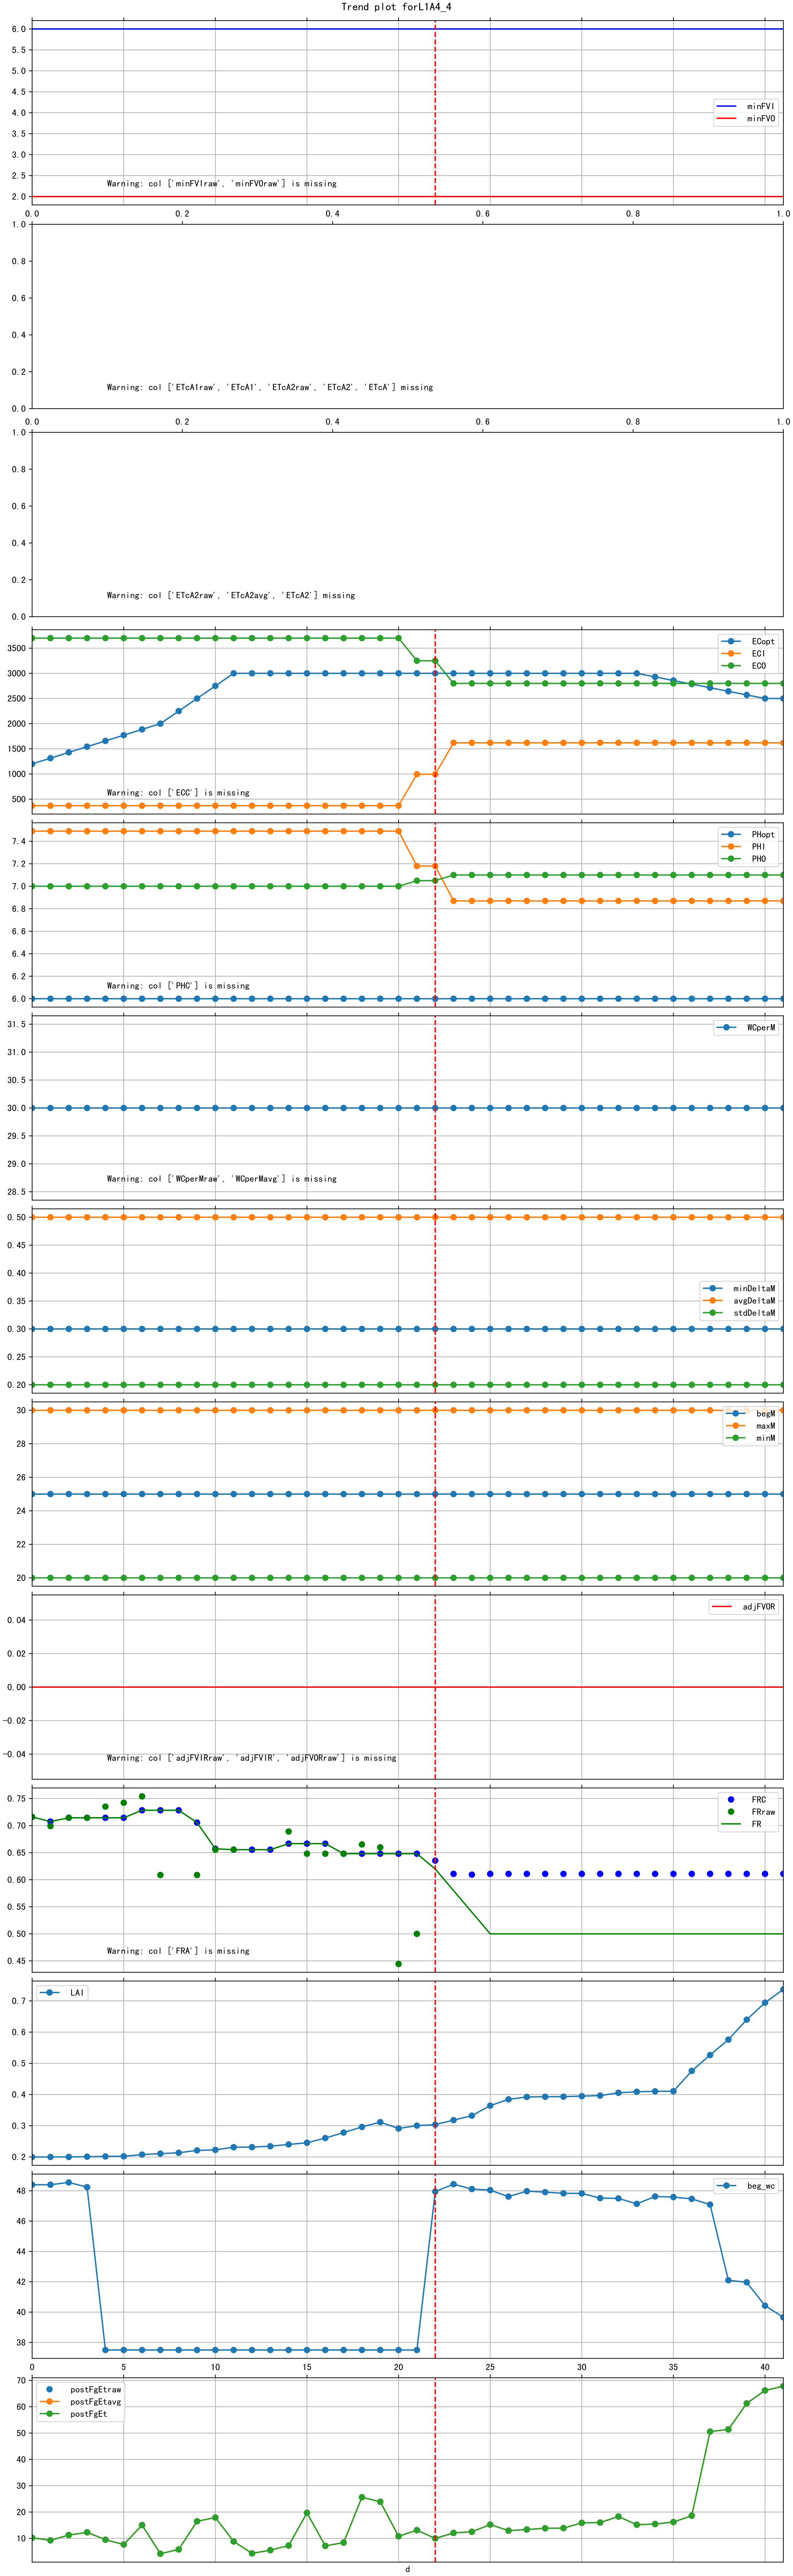 Trend plot forL1A4_4
6.0
5.5
5.0
4.5
4.0
3.5
3.0
2.5
2.0
minFVI
minFVO
Warning: col ['minFVIraw', 'minFVOraw'] is missing
0.0 0.2 0.4 0.6 0.8 1.0
1.0
0.8
0.6
0.4
0.2
0.0
Warning: col ['ETcA1raw', 'ETcA1', 'ETcA2raw', 'ETcA2', 'ETcA'] missing
0.0 0.2 0.4 0.6 0.8 1.0
1.0
0.8
0.6
0.4
0.2
0.0
Warning: col ['ETcA2raw', 'ETcA2avg', 'ETcA2'] missing
3500
3000
2500
2000
1500
1000
500
ECopt
ECI
ECO
Warning: col ['ECC'] is missing
7.4
7.2
7.0
6.8
6.6
6.4
6.2
6.0
PHopt
PHI
PHO
Warning: col ['PHC'] is missing
31.5
31.0
30.5
30.0
29.5
29.0
28.5
WCperM
Warning: col ['WCperMraw', 'WCperMavg'] is missing
0.50
0.45
0.40
0.35
0.30
0.25
0.20
minDeltaM
avgDeltaM
stdDeltaM
30
28
26
24
22
20
begM
maxM
minM
0.04
0.02
0.00
−0.02
−0.04
adjFVOR
Warning: col ['adjFVIRraw', 'adjFVIR', 'adjFVORraw'] is missing
0.75
0.70
0.65
0.60
0.55
0.50
0.45
FRC
FRraw
FR
Warning: col ['FRA'] is missing
0.7
0.6
0.5
0.4
0.3
0.2
LAI
48
46
44
42
40
38
beg_wc
0 5 10 15 20 25 30 35 40
70
60
50
40
30
20
10
postFgEtraw
postFgEtavg
postFgEt
d